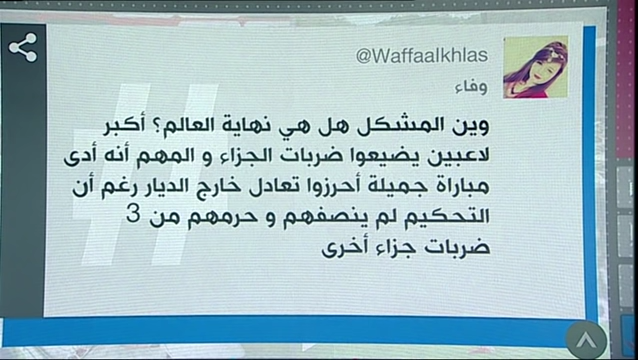 @Waffaalkhlas
وفاء
وين المشكل هل هي نهاية العالم؟ أكبر
لاعبين يضيعوا ضربات الجزاء و المهم أنه أدى
مباراة جميلة أحرزوا تعادل خارج الديار رغم أن
التحكيم لم ينصفهم و حرمهم من 3
ضربات جزاء أخرى